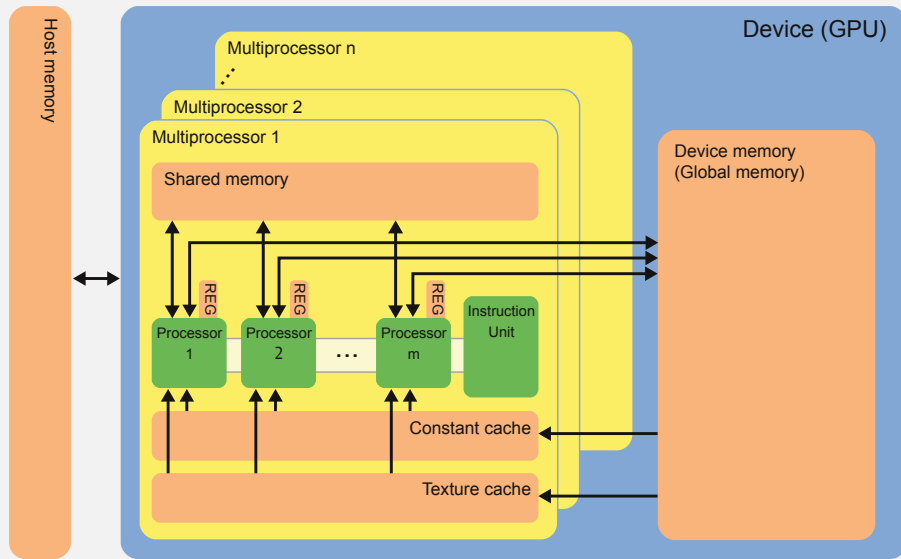 Host memory
Device (GPU)
Multiprocessor n
Multiprocessor 2
Multiprocessor 1
Shared memory
Device memory
(Global memory)
REG
REG
REG
Processor
1
Processor
2
...
Processor
m
Instruction
Unit
Constant cache
Texture cache